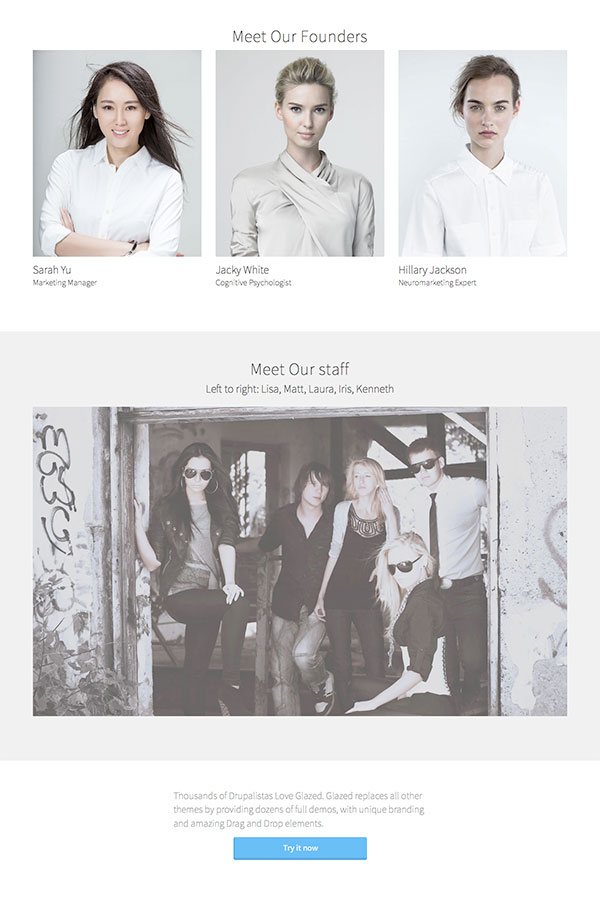 Meet Our Founders
Sarah Yu
Marketing Manager
Jacky White
Cognitive Psychologist
Hillary Jackson
Neuromarketing Expert
Meet Our staff
Left to right: Lisa, Matt, Laura, Iris, Kenneth
Thousands of Drupalistas Love Glazed. Glazed replaces all other
themes by providing dozens of full demos, with unique branding
and amazing Drag and Drop elements.
Try it now